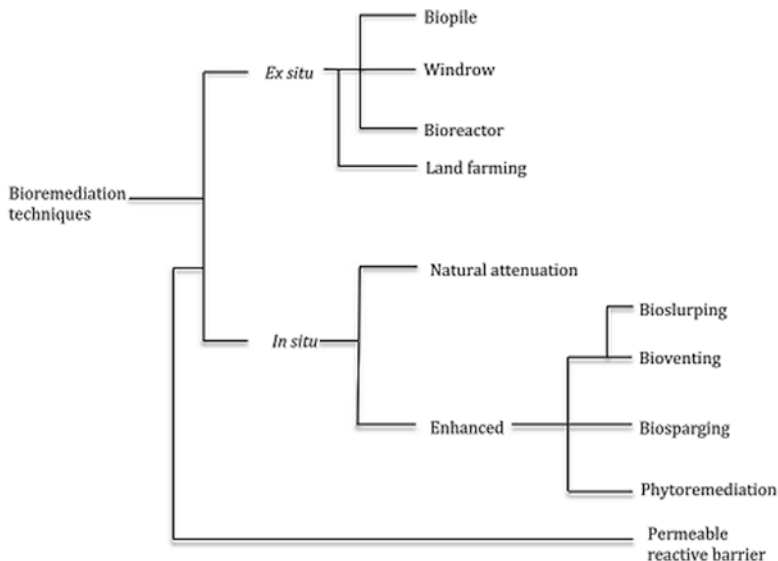 Biopile
Ex situ
Windrow
Bioreactor
Land farming
Bioremediation
techniques
Natural attenuation
Bioslurping
In situ
Bioventing
Enhanced
Biosparging
Phytoremediation
Permeable
reactive barrier